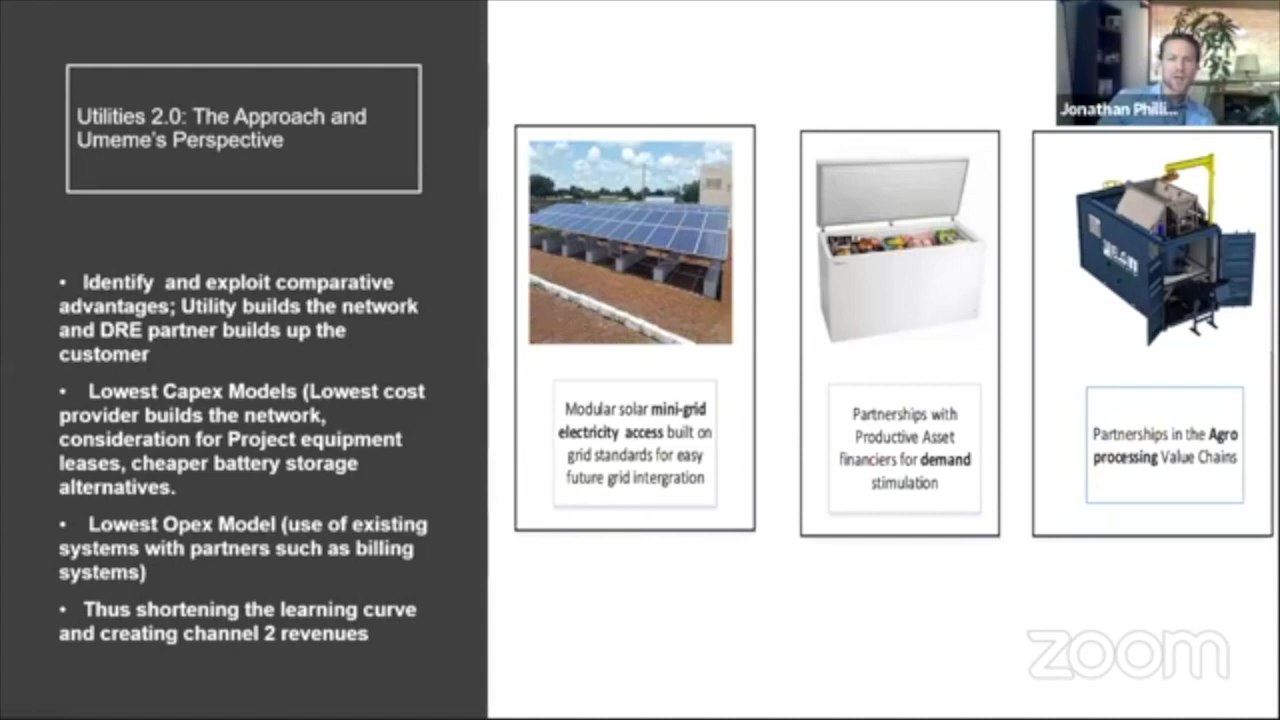 Utilities 2.0: The Approach and
Umeme's Perspective
• Identify and exploit comparative
advantages; Utility builds the network
and DRE partner builds up the
customer
• Lowest Capex Models (Lowest cost
provider builds the network,
consideration for Project equipment
leases, cheaper battery storage
alternatives.
• Lowest Opex Model (use of existing
systems with partners such as billing
systems)
• Thus shortening the learning curve
and creating channel 2 revenues
Modular solar mini-grid
electricity access built on
grid standards for easy
future grid intergration
Partnerships with
Productive Asset
financiers for demand
stimulation
Partnerships in the Agro
processing Value Chains
Jonathan Philli...
zoom